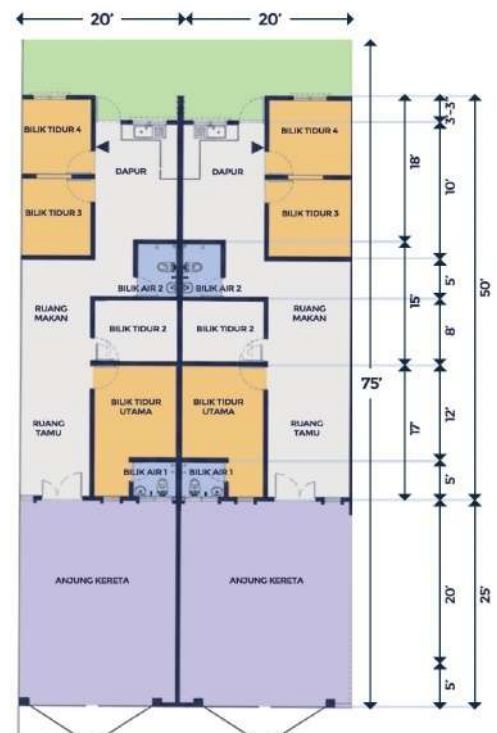 20' 20'
BILIK TIDUR 4
BILIK TIDUR 4
DAPUR
DAPUR
BILIK TIDUR 3
BILIK TIDUR 3
BILIK AIR 2
BILIK AIR 2
RUANG
MAKAN
RUANG
MAKAN
BILIK TIDUR 2
BILIK TIDUR 2
BILIK TIDUR
UTAMA
BILIK TIDUR
UTAMA
RUANG
TAMU
RUANG
TAMU
BILIK AIR 1
BILIK AIR 1
ANJUNG KERETA
ANJUNG KERETA
75'
18'
15'
17'
3'-3"
10'
5'
8'
12'
5'
20'
5'
50'
25'